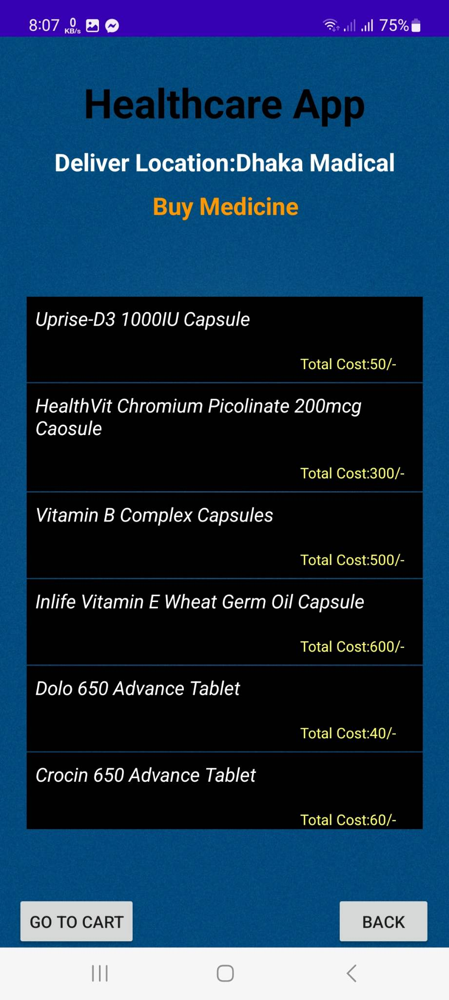 8:07 0 KB/s 75%
Healthcare App
Deliver Location:Dhaka Madical
Buy Medicine
Uprise-D3 1000IU Capsule
Total Cost:50/-
HealthVit Chromium Picolinate 200mcg
Caosule
Total Cost:300/-
Vitamin B Complex Capsules
Total Cost:500/-
Inlife Vitamin E Wheat Germ Oil Capsule
Total Cost:600/-
Dolo 650 Advance Tablet
Total Cost:40/-
Crocin 650 Advance Tablet
Total Cost:60/-
GO TO CART BACK